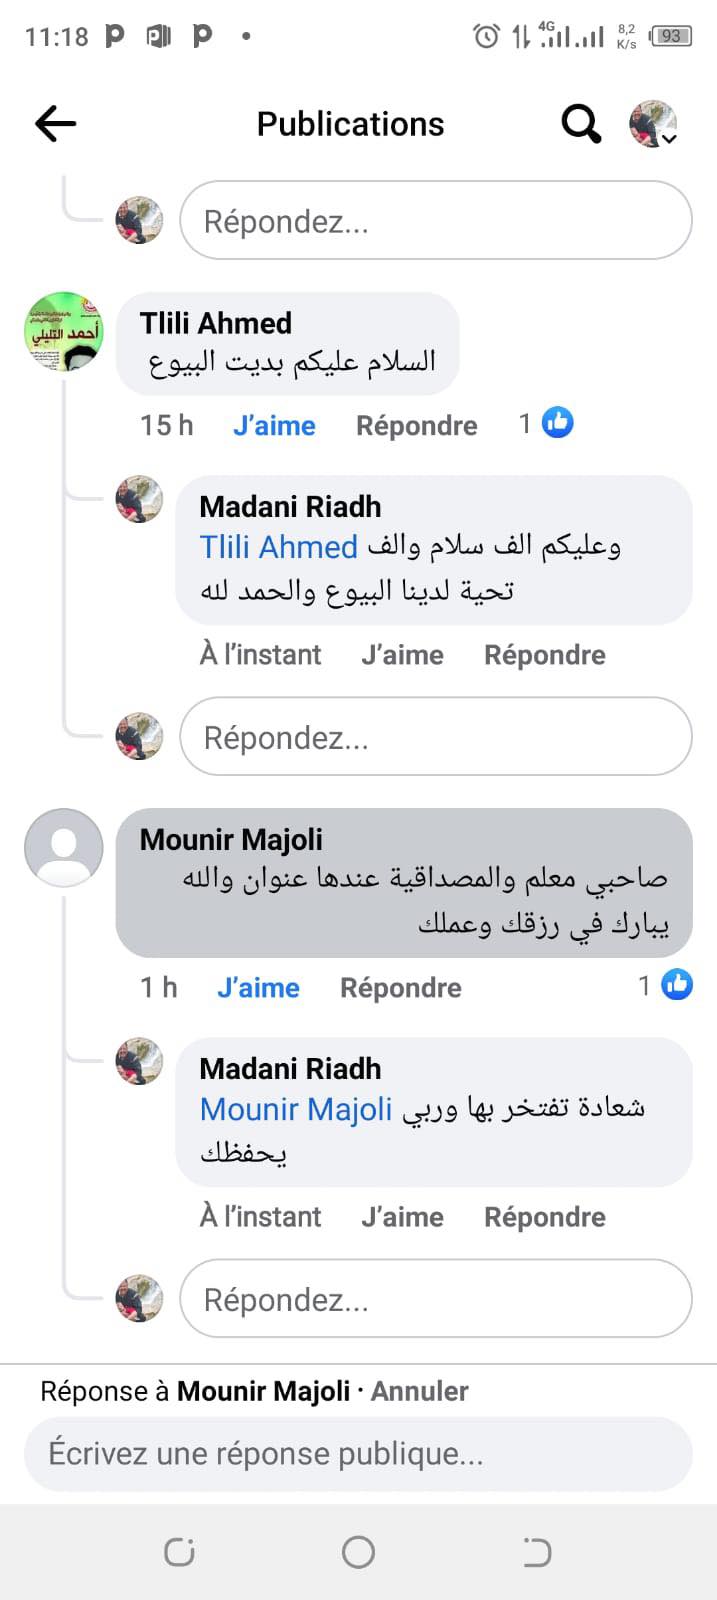 11:18
4G
8,2
K/s
93
Publications
Répondez...
أحمد التليلي
Tlili Ahmed
السلام عليكم بديت البيوع
15 h J'aime Répondre 1
Madani Riadh
Tlili Ahmed وعليكم الف سلام والف
تحية لدينا البيوع والحمد لله
À l'instant J'aime Répondre
Répondez...
Mounir Majoli
صاحبي معلم والمصداقية عندها عنوان والله
يبارك في رزقك وعملك
1 h J'aime Répondre 1
Madani Riadh
Mounir Majoli شعادة تفتخر بها وربي
يحفظك
À l'instant J'aime Répondre
Répondez...
Réponse à Mounir Majoli · Annuler
Écrivez une réponse publique...